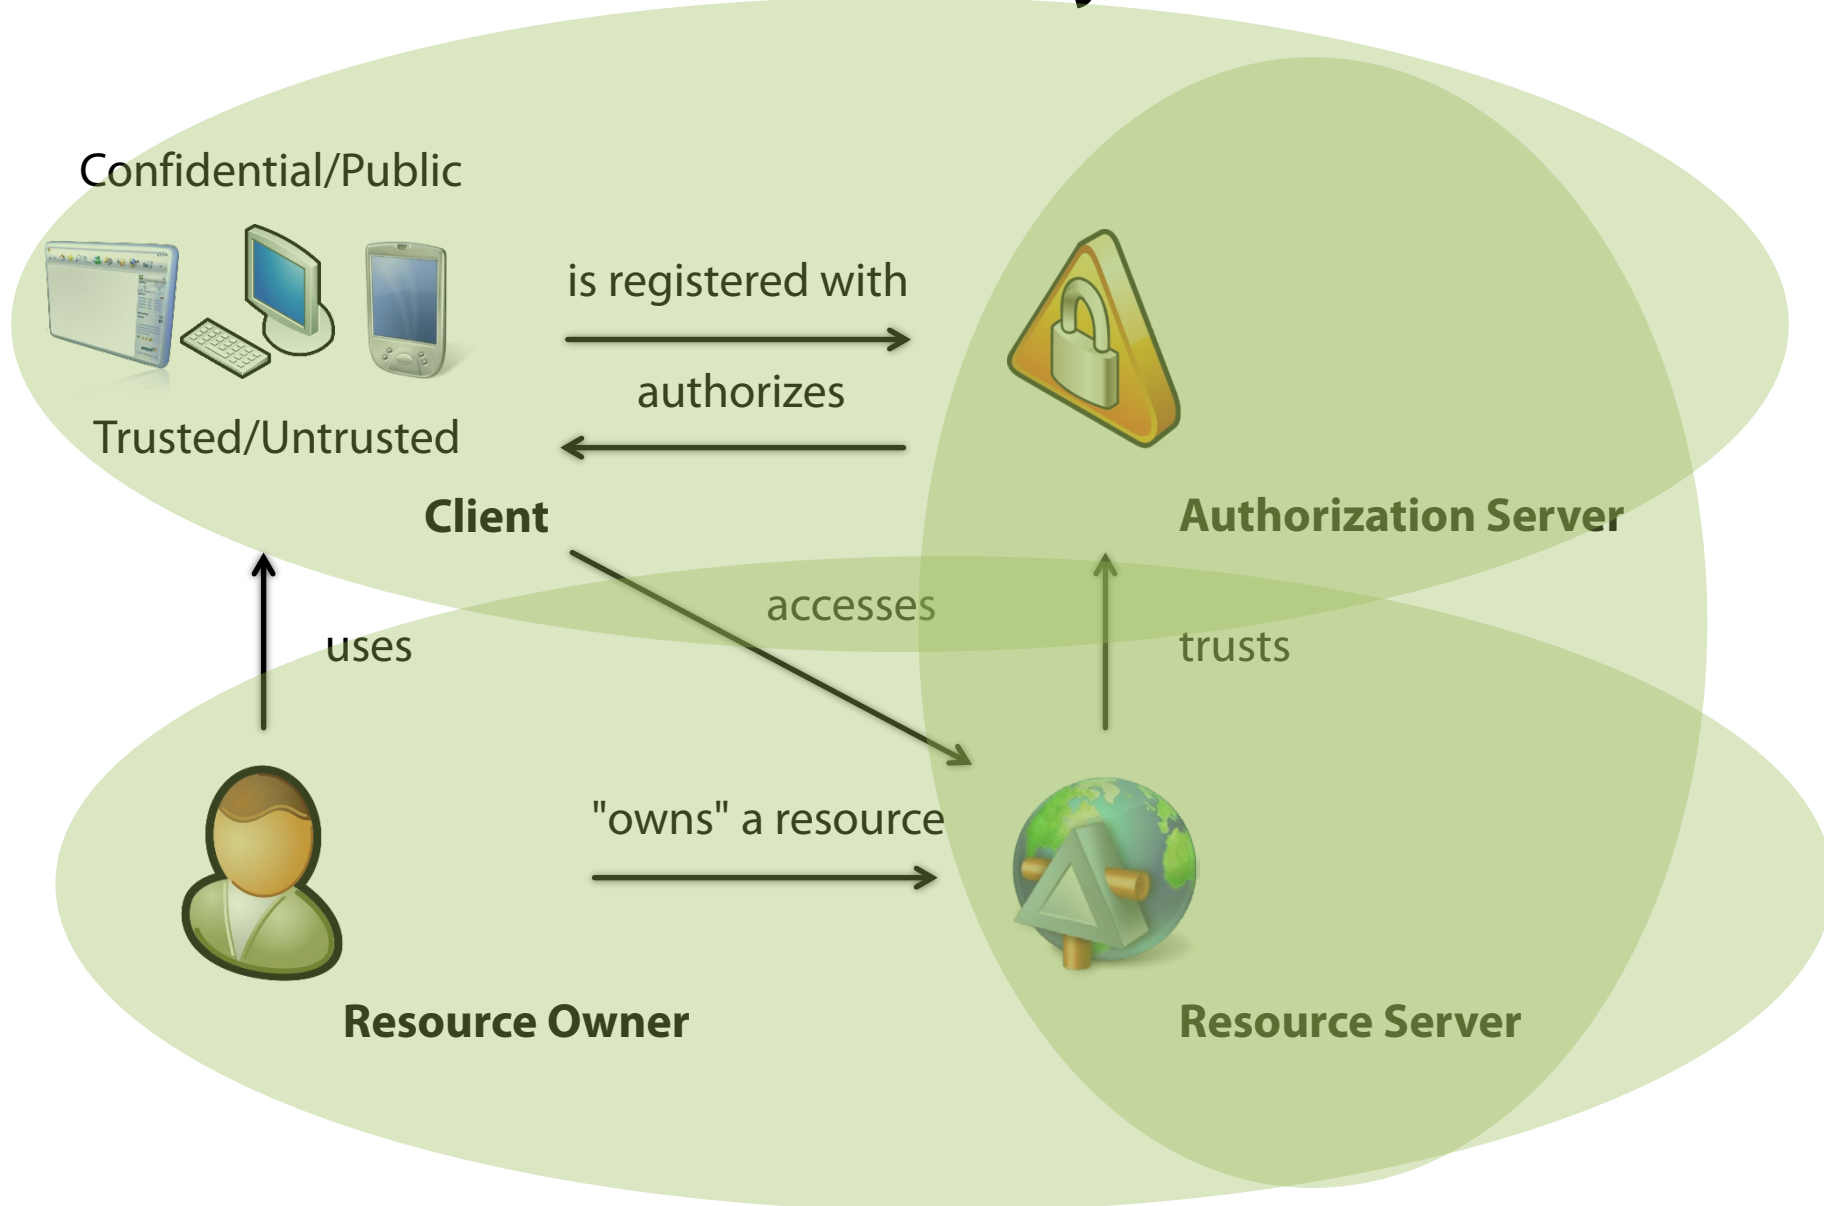 Confidential/Public
is registered with
authorizes
Trusted/Untrusted
Client
Authorization Server
accesses
uses
trusts
"owns" a resource
Resource Owner
Resource Server